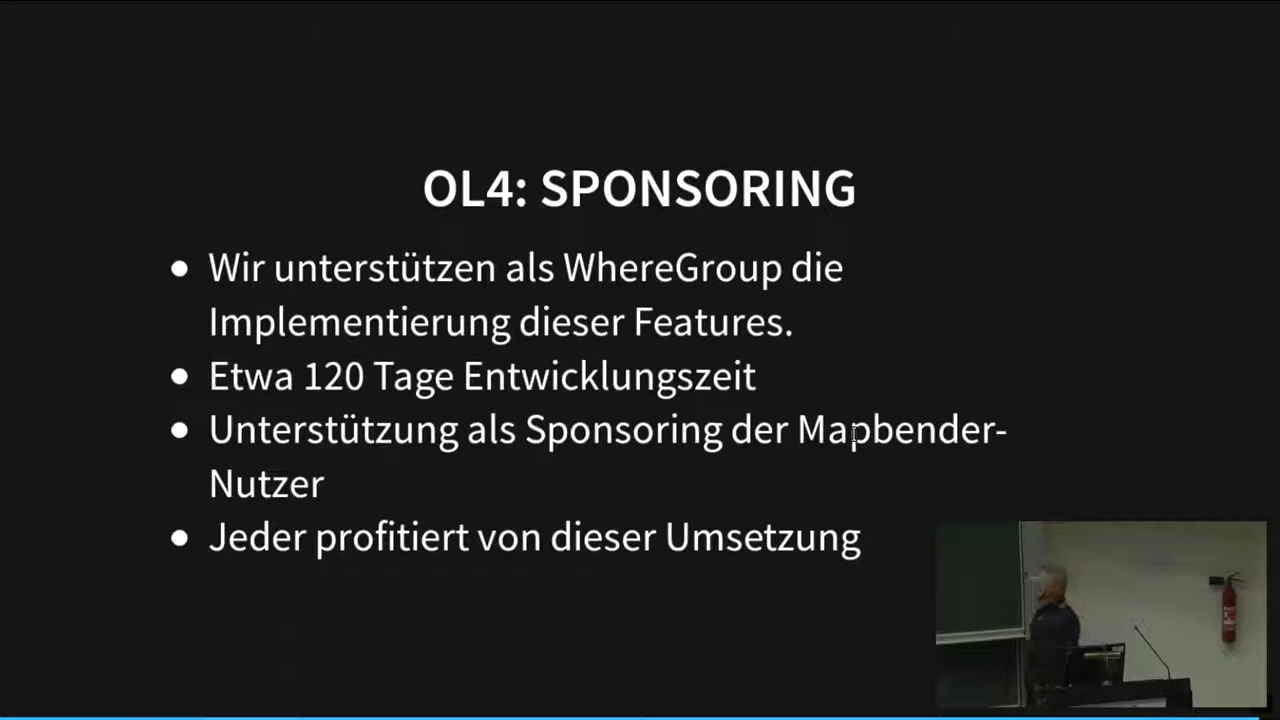 OL4: SPONSORING
• Wir unterstützen als WhereGroup die
Implementierung dieser Features.
• Etwa 120 Tage Entwicklungszeit
• Unterstützung als Sponsoring der Mapbender-
Nutzer
• Jeder profitiert von dieser Umsetzung